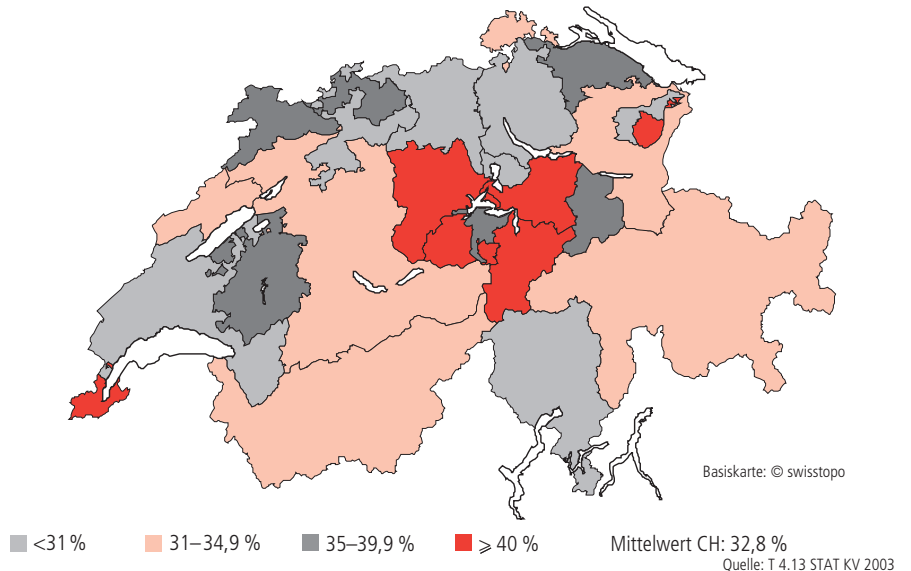 Basiskarte: © swisstopo
<31 % 31–34,9 % 35–39,9 % ⩾ 40 % Mittelwert CH: 32,8 %
Quelle: T 4.13 STAT KV 2003